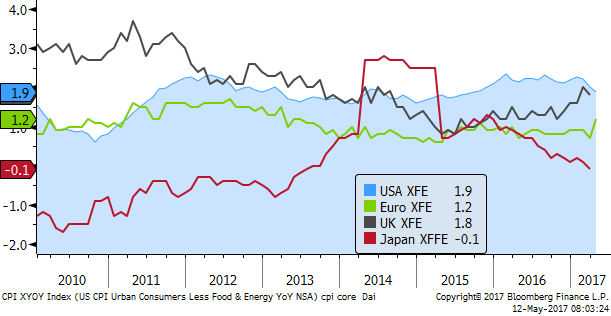 4.0
3.0
1.9
1.2
1.0
-0.1
-1.0
-2.0
USA XFE 1.9
Euro XFE 1.2
UK XFE 1.8
Japan XFFE -0.1
2010 2011 2012 2013 2014 2015 2016 2017
CPI XYOY Index (US CPI Urban Consumers Less Food & Energy YoY NSA) cpi core Dai
Copyright© 2017 Bloomberg Finance L.P.
12-May-2017 08:03:24